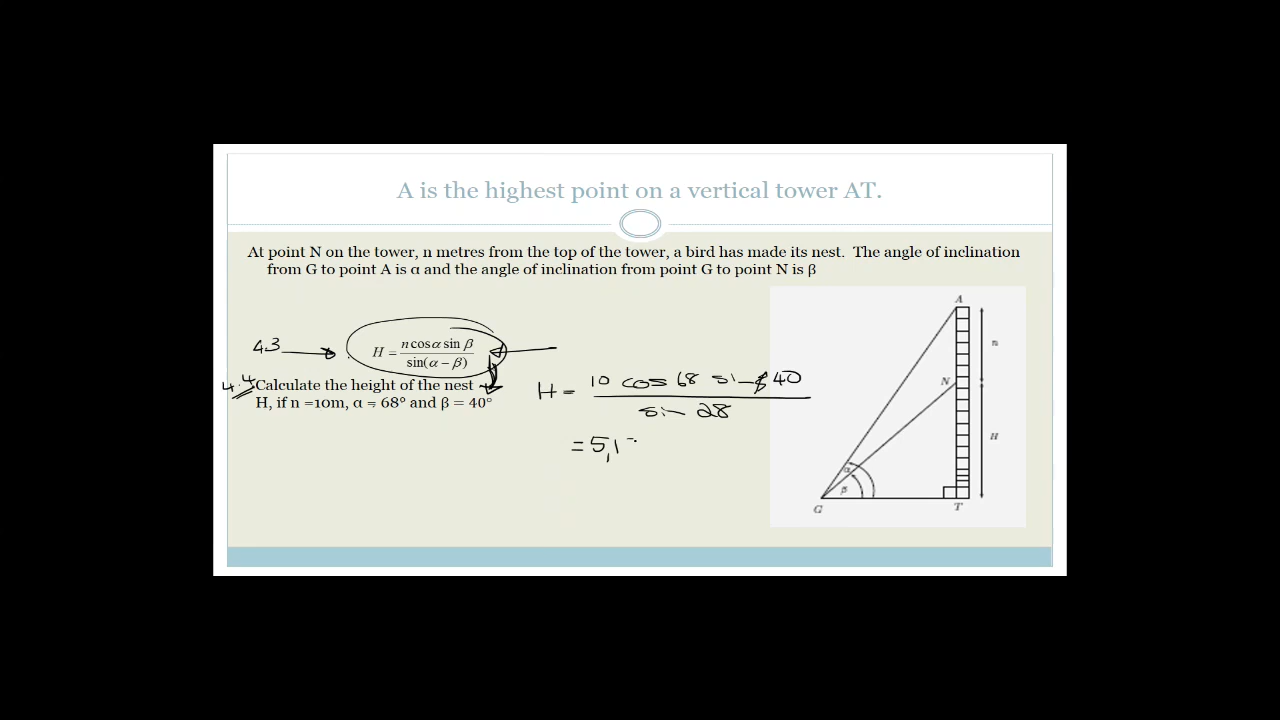 A is the highest point on a vertical tower AT.
At point N on the tower, n metres from the top of the tower, a bird has made its nest. The angle of inclination
from G to point A is α and the angle of inclination from point G to point N is β
4.3
H = n cos α sin β / sin(α − β)
4.4 Calculate the height of the nest
H, if n =10m, α = 68° and β = 40°
H = 10 cos 68 sin 40 / sin 28
= 5,1
A
n
N
H
α
β
G
T